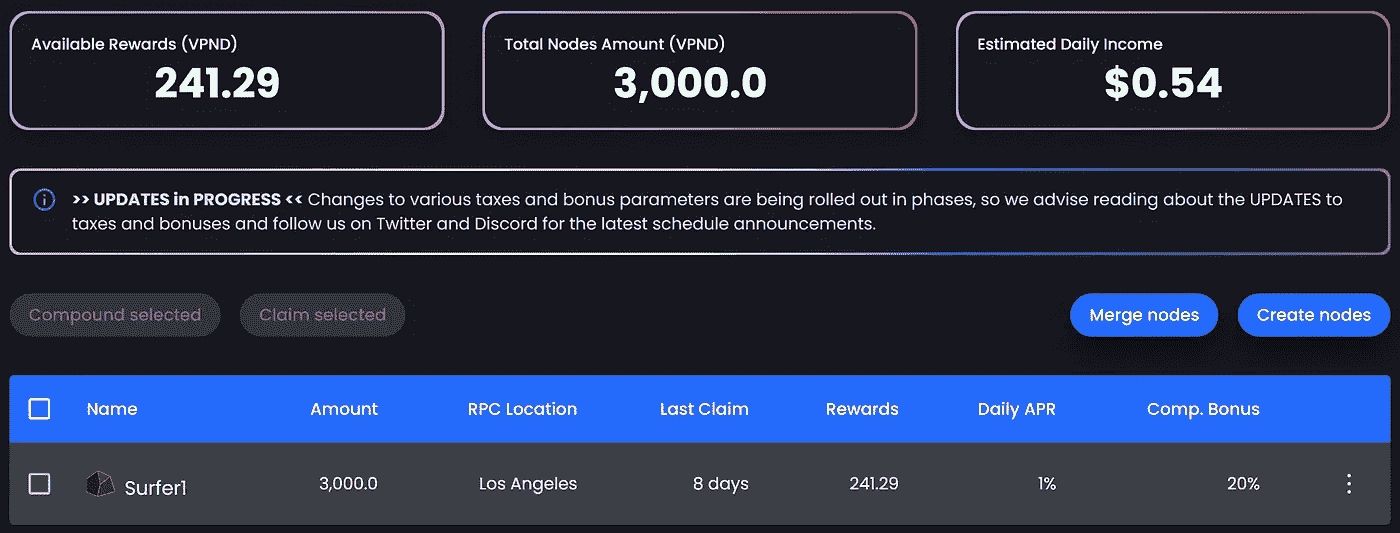 Available Rewards (VPND)
241.29
Total Nodes Amount (VPND)
3,000.0
Estimated Daily Income
$0.54
>> UPDATES in PROGRESS << Changes to various taxes and bonus parameters are being rolled out in phases, so we advise reading about the UPDATES to
taxes and bonuses and follow us on Twitter and Discord for the latest schedule announcements.
Compound selected Claim selected Merge nodes Create nodes
Name Amount RPC Location Last Claim Rewards Daily APR Comp. Bonus
Surfer1 3,000.0 Los Angeles 8 days 241.29 1% 20%